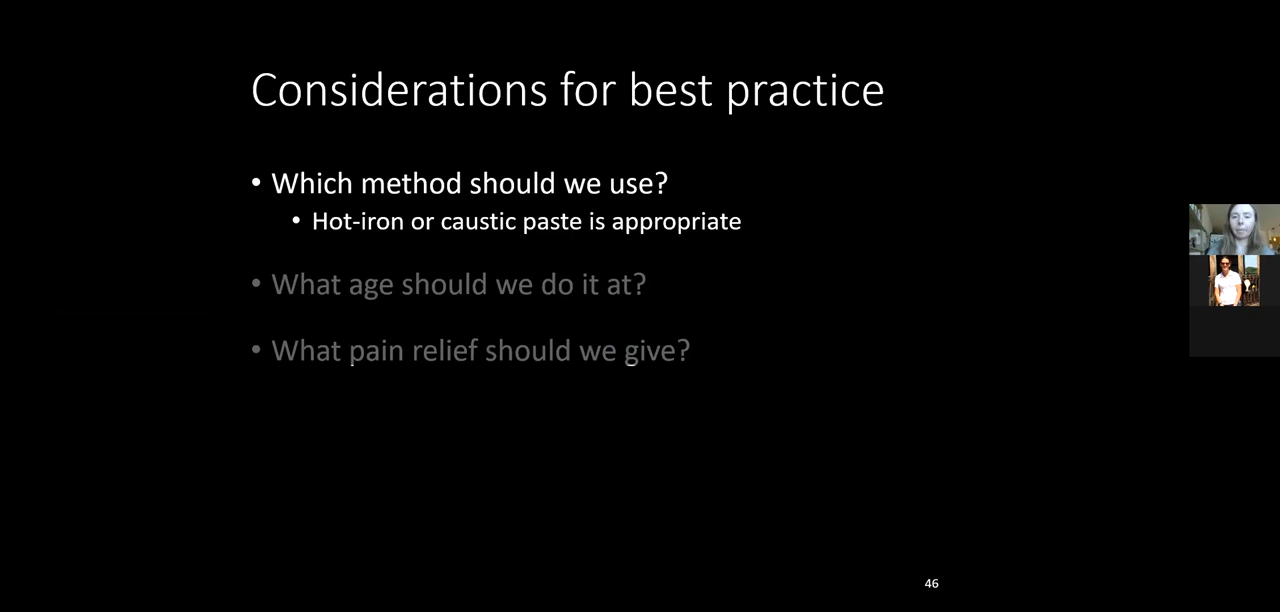 Considerations for best practice
• Which method should we use?
• Hot-iron or caustic paste is appropriate
• What age should we do it at?
• What pain relief should we give?
46